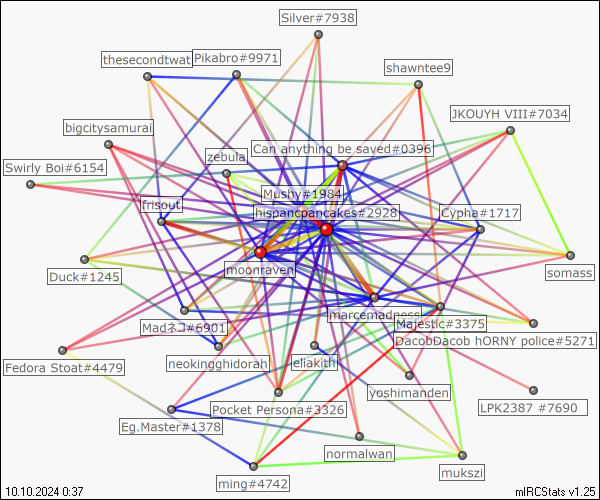 Silver#7938
thesecondtwat
Pikabro#9971
shawntee9
JKOUYH VIII#7034
bigcitysamurai
Can anything be saved#0396
zebula
Swirly Boi#6154
Mushy#1984
frisout
hispancpancakes#2928
Cypha#1717
moonraven
Duck#1245
somass
marcemadness
Madネコ#6901
Majestic#3375
DacobDacob hORNY police#5271
Fedora Stoat#4479
neokingghidorah
eliakith
yoshimanden
Pocket Persona#3326
LPK2387 #7690
Eg.Master#1378
normalwan
mukszi
ming#4742
10.10.2024 0:37
mIRCStats v1.25